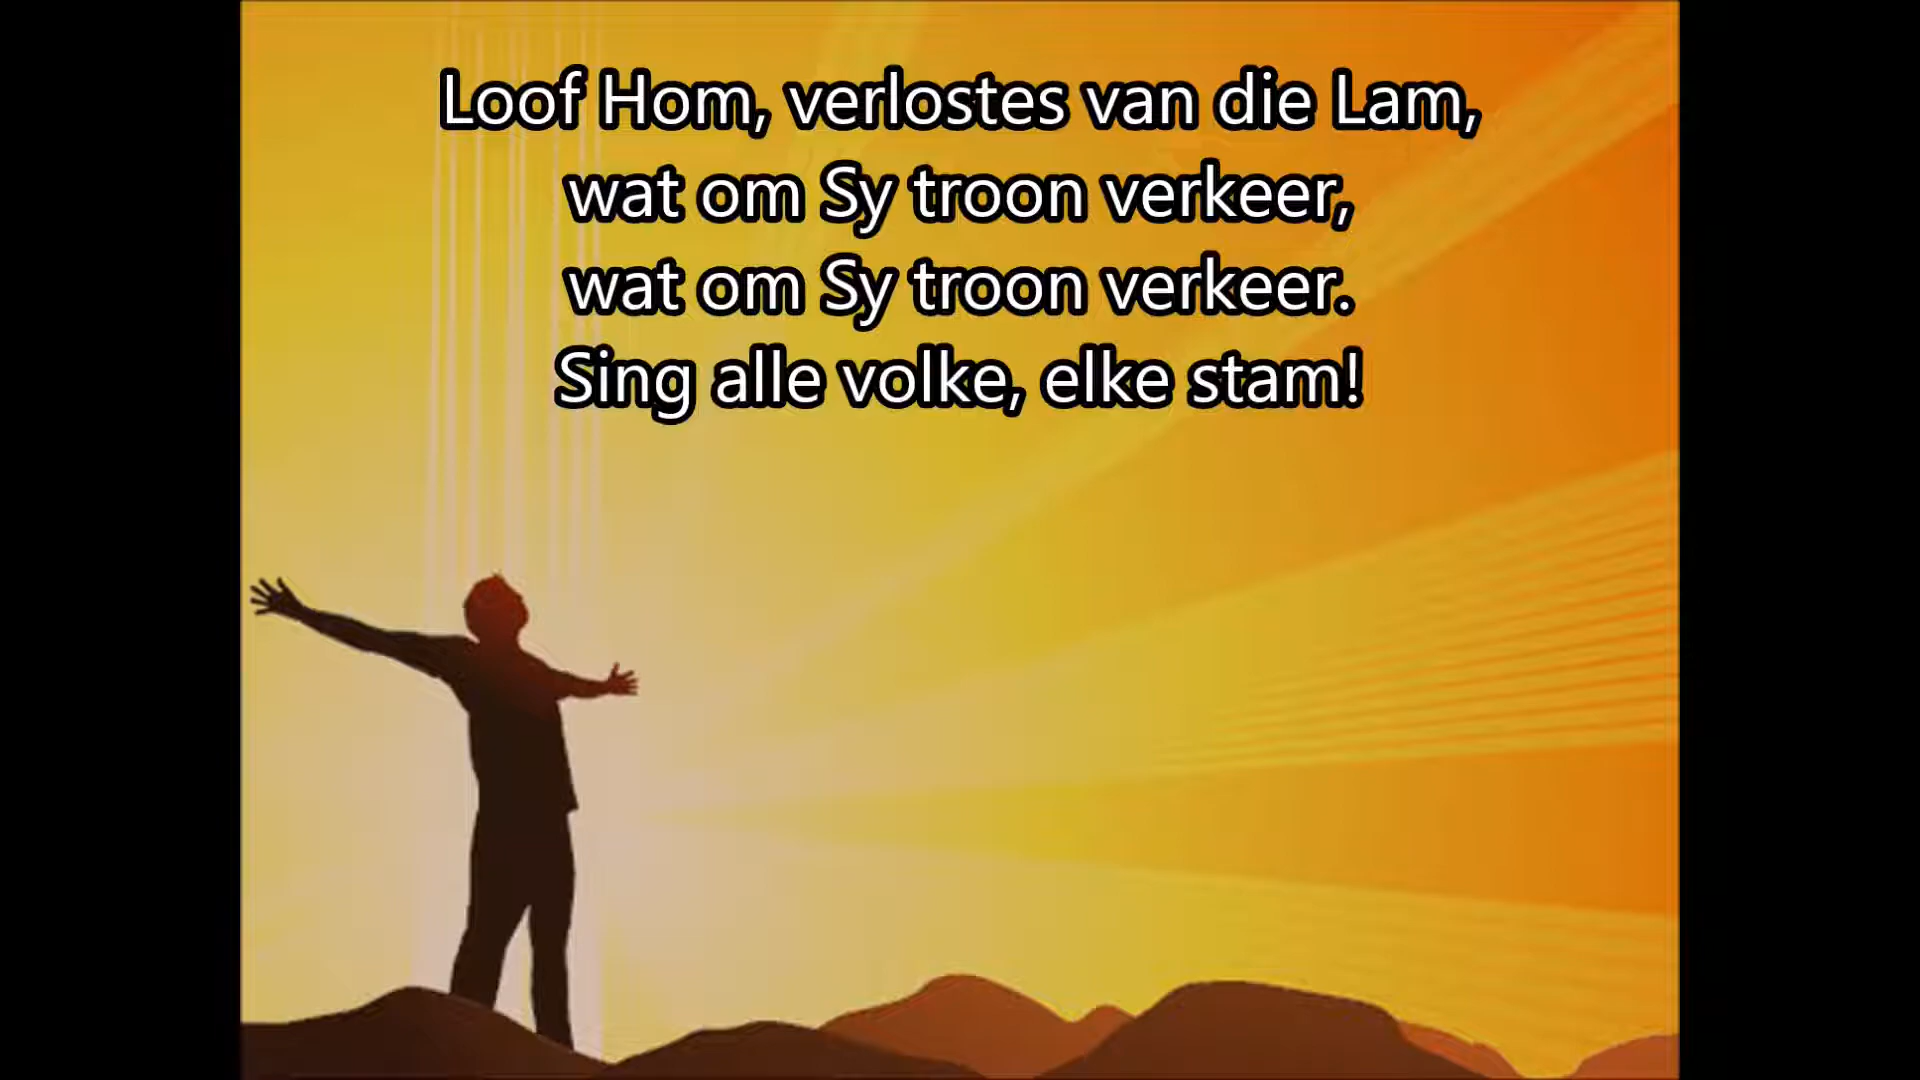 Loof Hom, verlostes van die Lam,
wat om Sy troon verkeer,
wat om Sy troon verkeer.
Sing alle volke, elke stam!